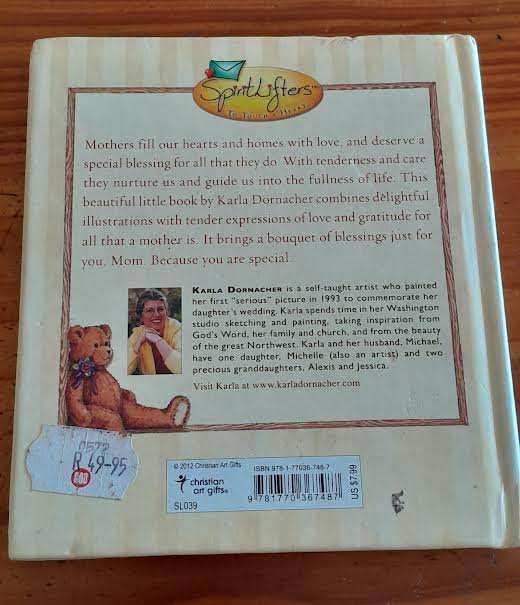 SpiritLifters™
TO TOUCH A HEART
Mothers fill our hearts and homes with love, and deserve a
special blessing for all that they do. With tenderness and care
they nurture us and guide us into the fullness of life. This
beautiful little book by Karla Dornacher combines delightful
illustrations with tender expressions of love and gratitude for
all that a mother is. It brings a bouquet of blessings just for
you, Mom. Because you are special.
KARLA DORNACHER is a self-taught artist who painted
her first "serious" picture in 1993 to commemorate her
daughter's wedding. Karla spends time in her Washington
studio sketching and painting, taking inspiration from
God's Word, her family and church, and from the beauty
of the great Northwest. Karla and her husband, Michael,
have one daughter, Michelle (also an artist) and two
precious granddaughters, Alexis and Jessica.
Visit Karla at www.karladornacher.com
R 49-95
© 2012 Christian Art Gifts
christian
art gifts®
SL039
ISBN 978-1-77036-748-7
9 781770 367487
US $7.99